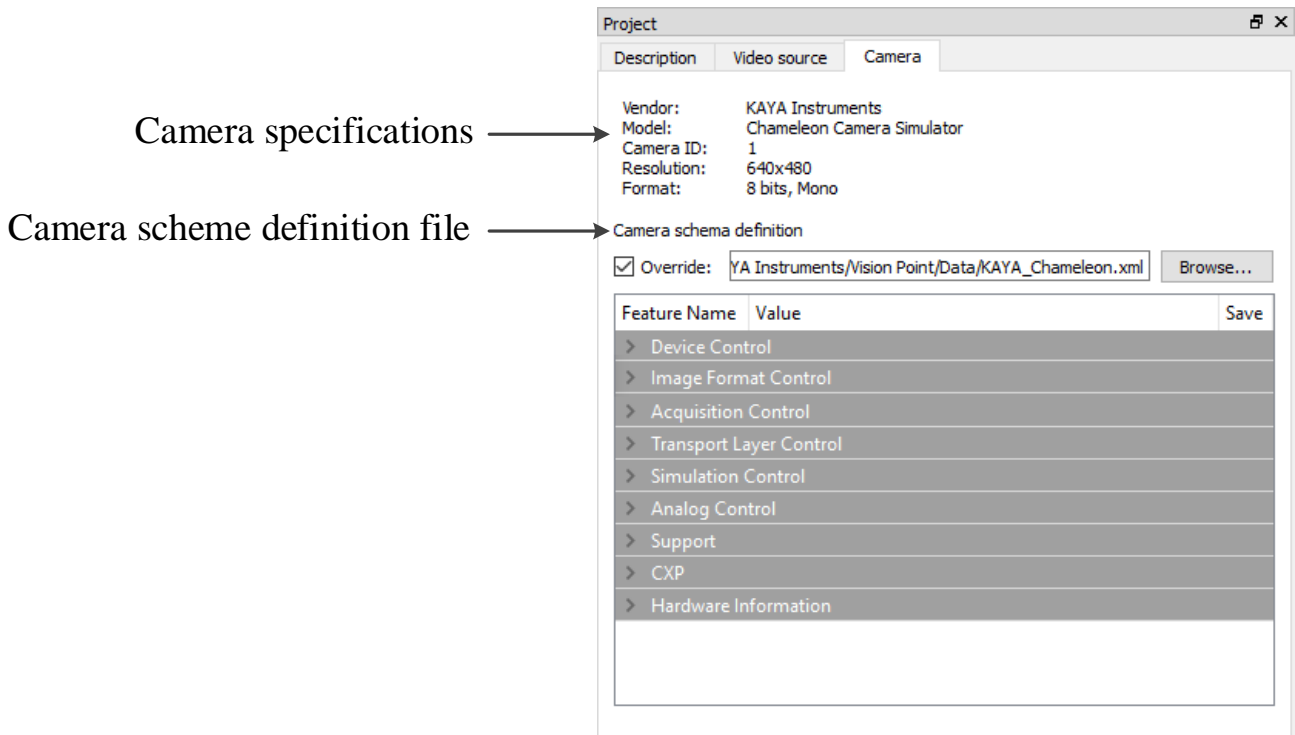 Project
Description Video source Camera
Camera specifications
Vendor: KAYA Instruments
Model: Chameleon Camera Simulator
Camera ID: 1
Resolution: 640x480
Format: 8 bits, Mono
Camera scheme definition file
Camera schema definition
Override: YA Instruments/Vision Point/Data/KAYA_Chameleon.xml Browse...
Feature Name Value Save
Device Control
Image Format Control
Acquisition Control
Transport Layer Control
Simulation Control
Analog Control
Support
CXP
Hardware Information